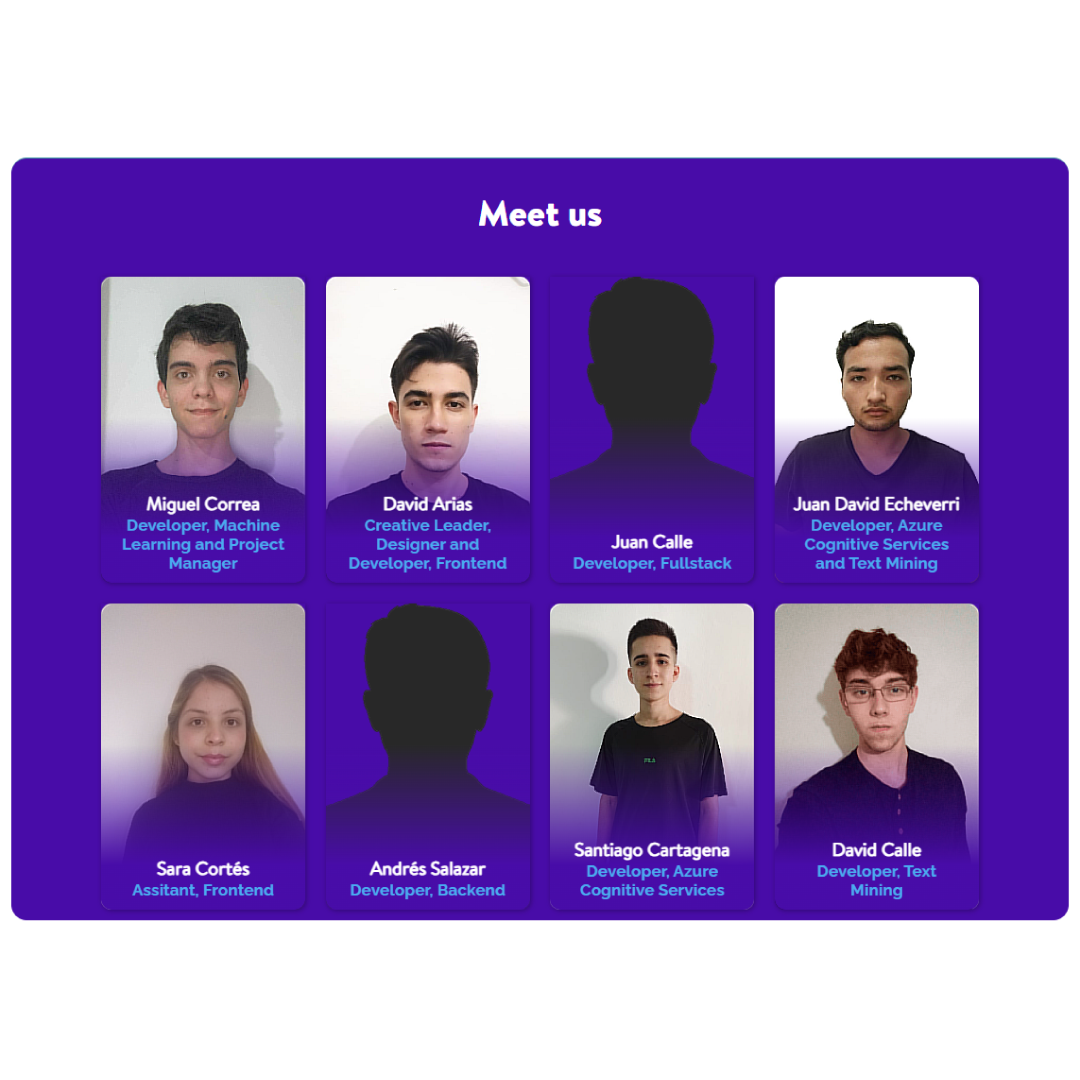 Meet us
Miguel Correa
Developer, Machine
Learning and Project
Manager
David Arias
Creative Leader,
Designer and
Developer, Frontend
Juan Calle
Developer, Fullstack
Juan David Echeverri
Developer, Azure
Cognitive Services
and Text Mining
Sara Cortés
Assitant, Frontend
Andrés Salazar
Developer, Backend
Santiago Cartagena
Developer, Azure
Cognitive Services
FILA
David Calle
Developer, Text
Mining